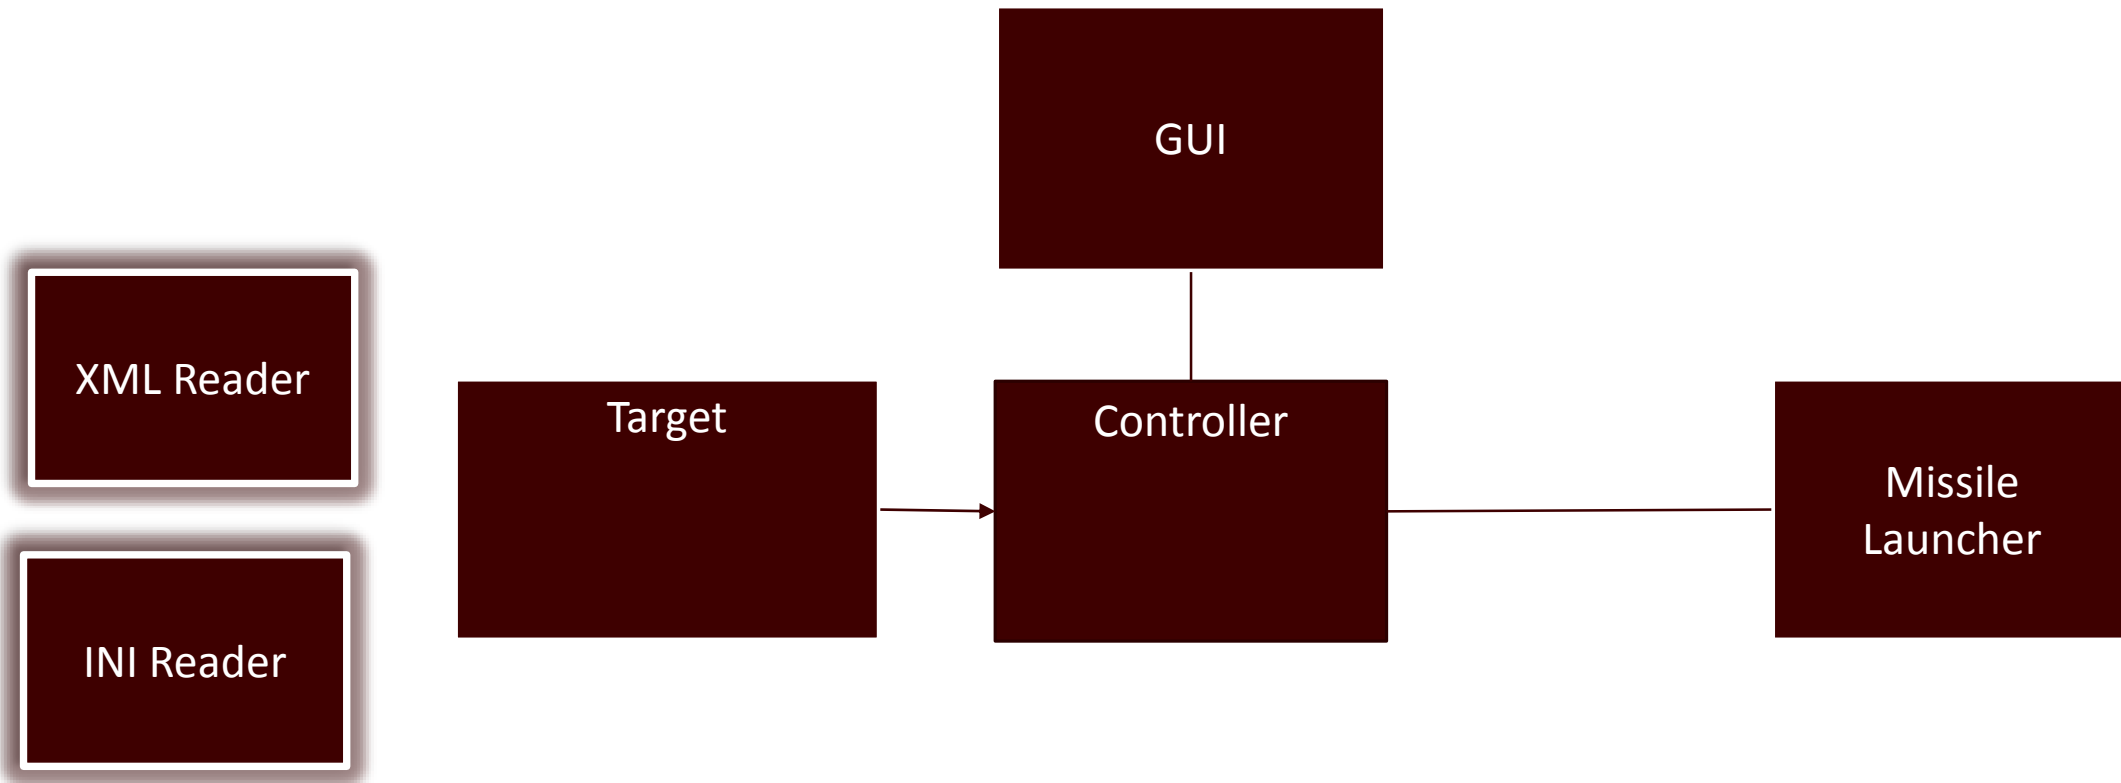 GUI
XML Reader
Target
Controller
Missile
Launcher
INI Reader